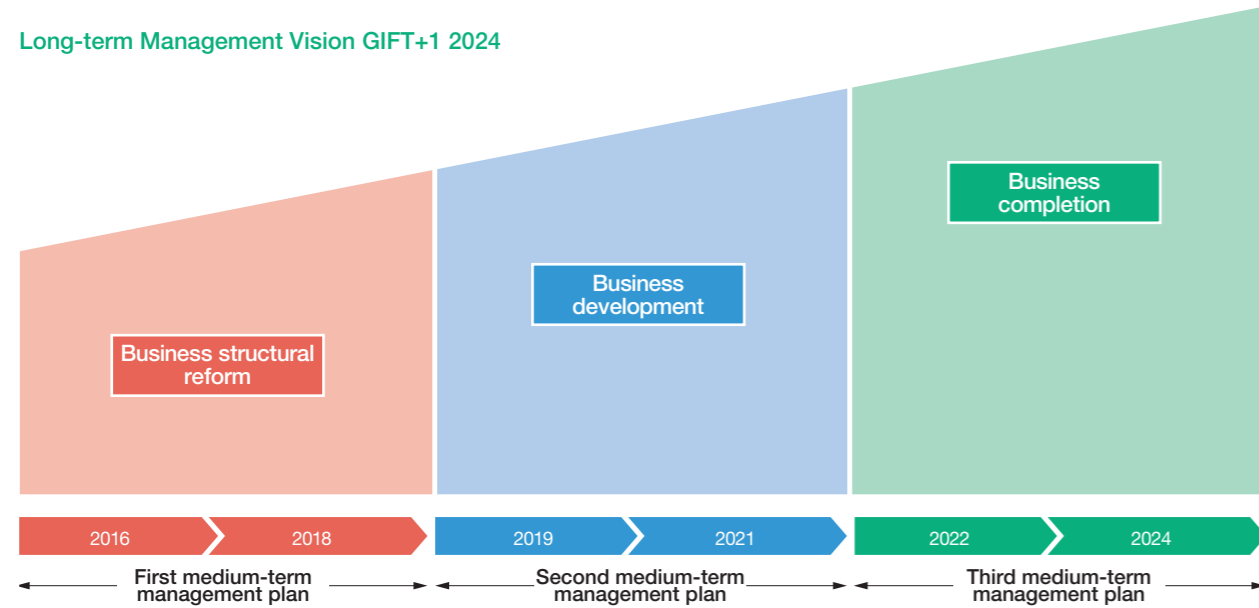 Long-term Management Vision GIFT+1 2024
Business
completion
Business
development
Business structural
reform
2016
2018
2019
2021
2022
2024
First medium-term
management plan
Second medium-term
management plan
Third medium-term
management plan